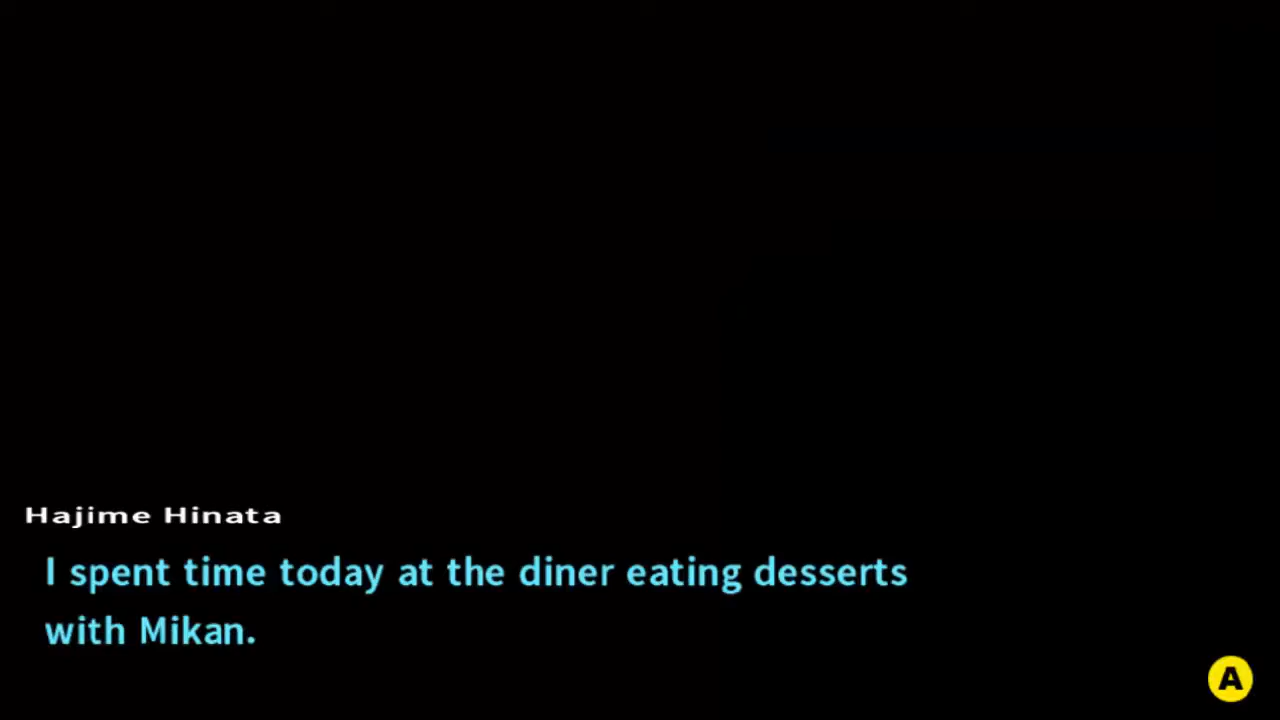 Hajime Hinata
I spent time today at the diner eating desserts
with Mikan.
A